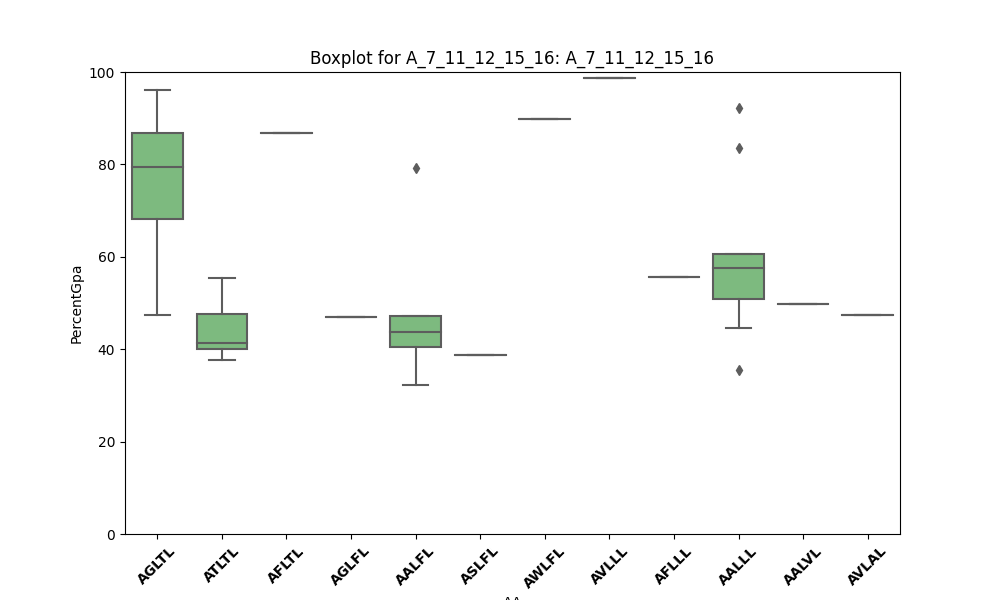 Boxplot for A_7_11_12_15_16: A_7_11_12_15_16
100
80
60
40
20
0
PercentGpa
AGLTL
ATLTL
AFLTL
AGLFL
AALFL
ASLFL
AWLFL
AVLLL
AFLLL
AALLL
AALVL
AVLAL